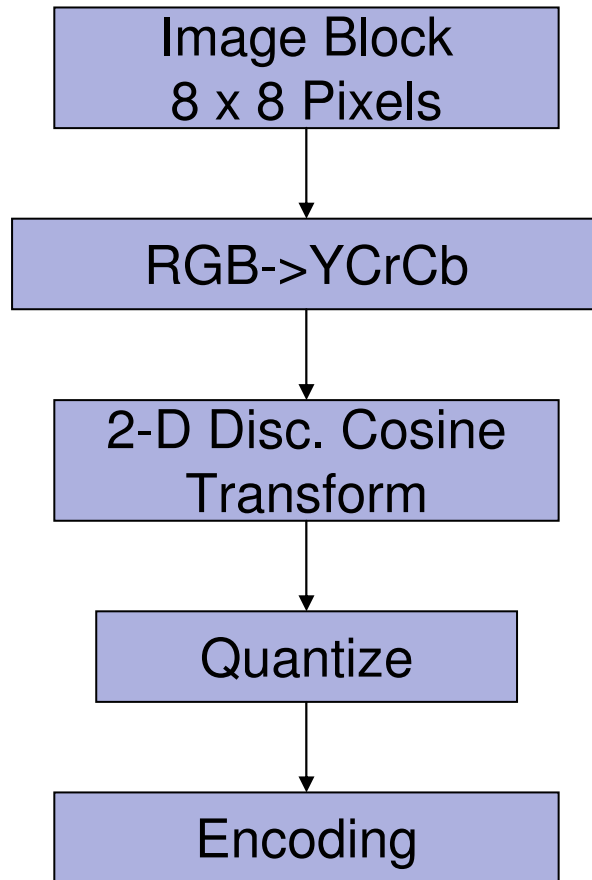 Image Block
8 x 8 Pixels
RGB->YCrCb
2-D Disc. Cosine
Transform
Quantize
Encoding